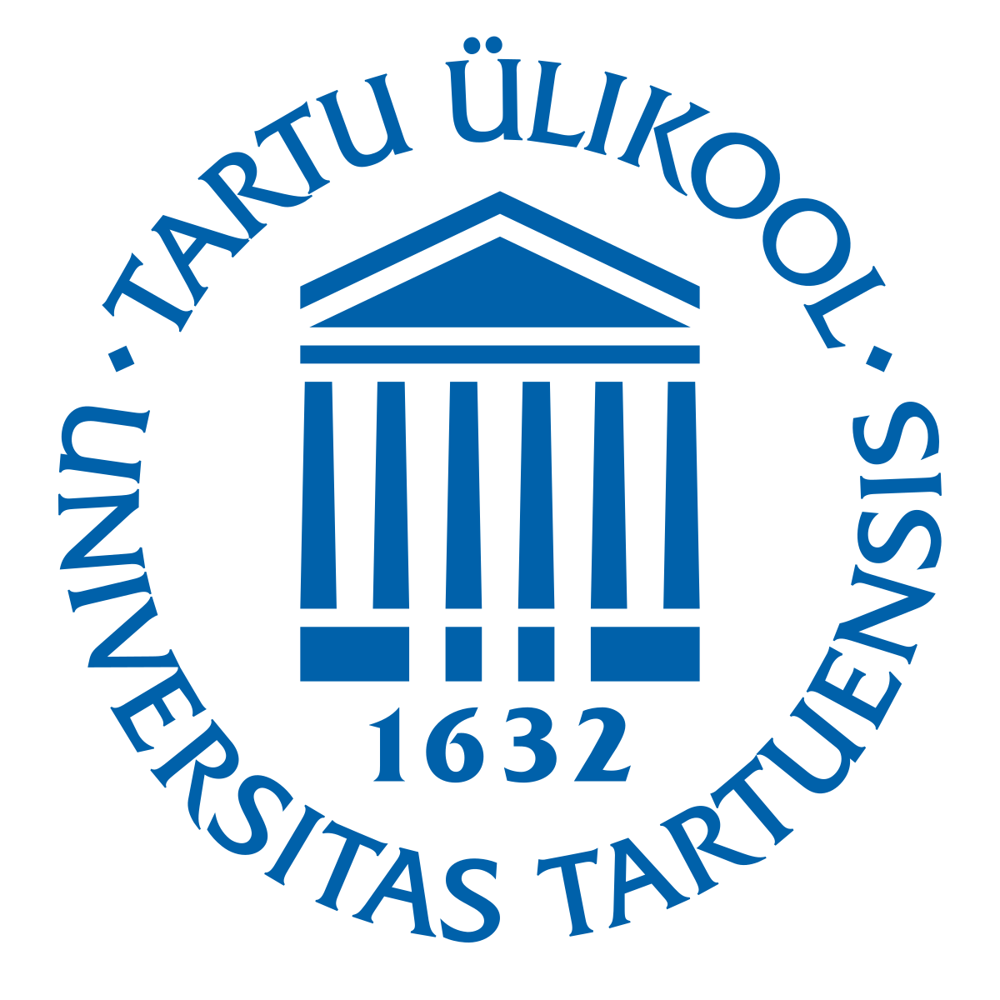 · TARTU ÜLIKOOL ·
UNIVERSITAS TARTUENSIS
1632